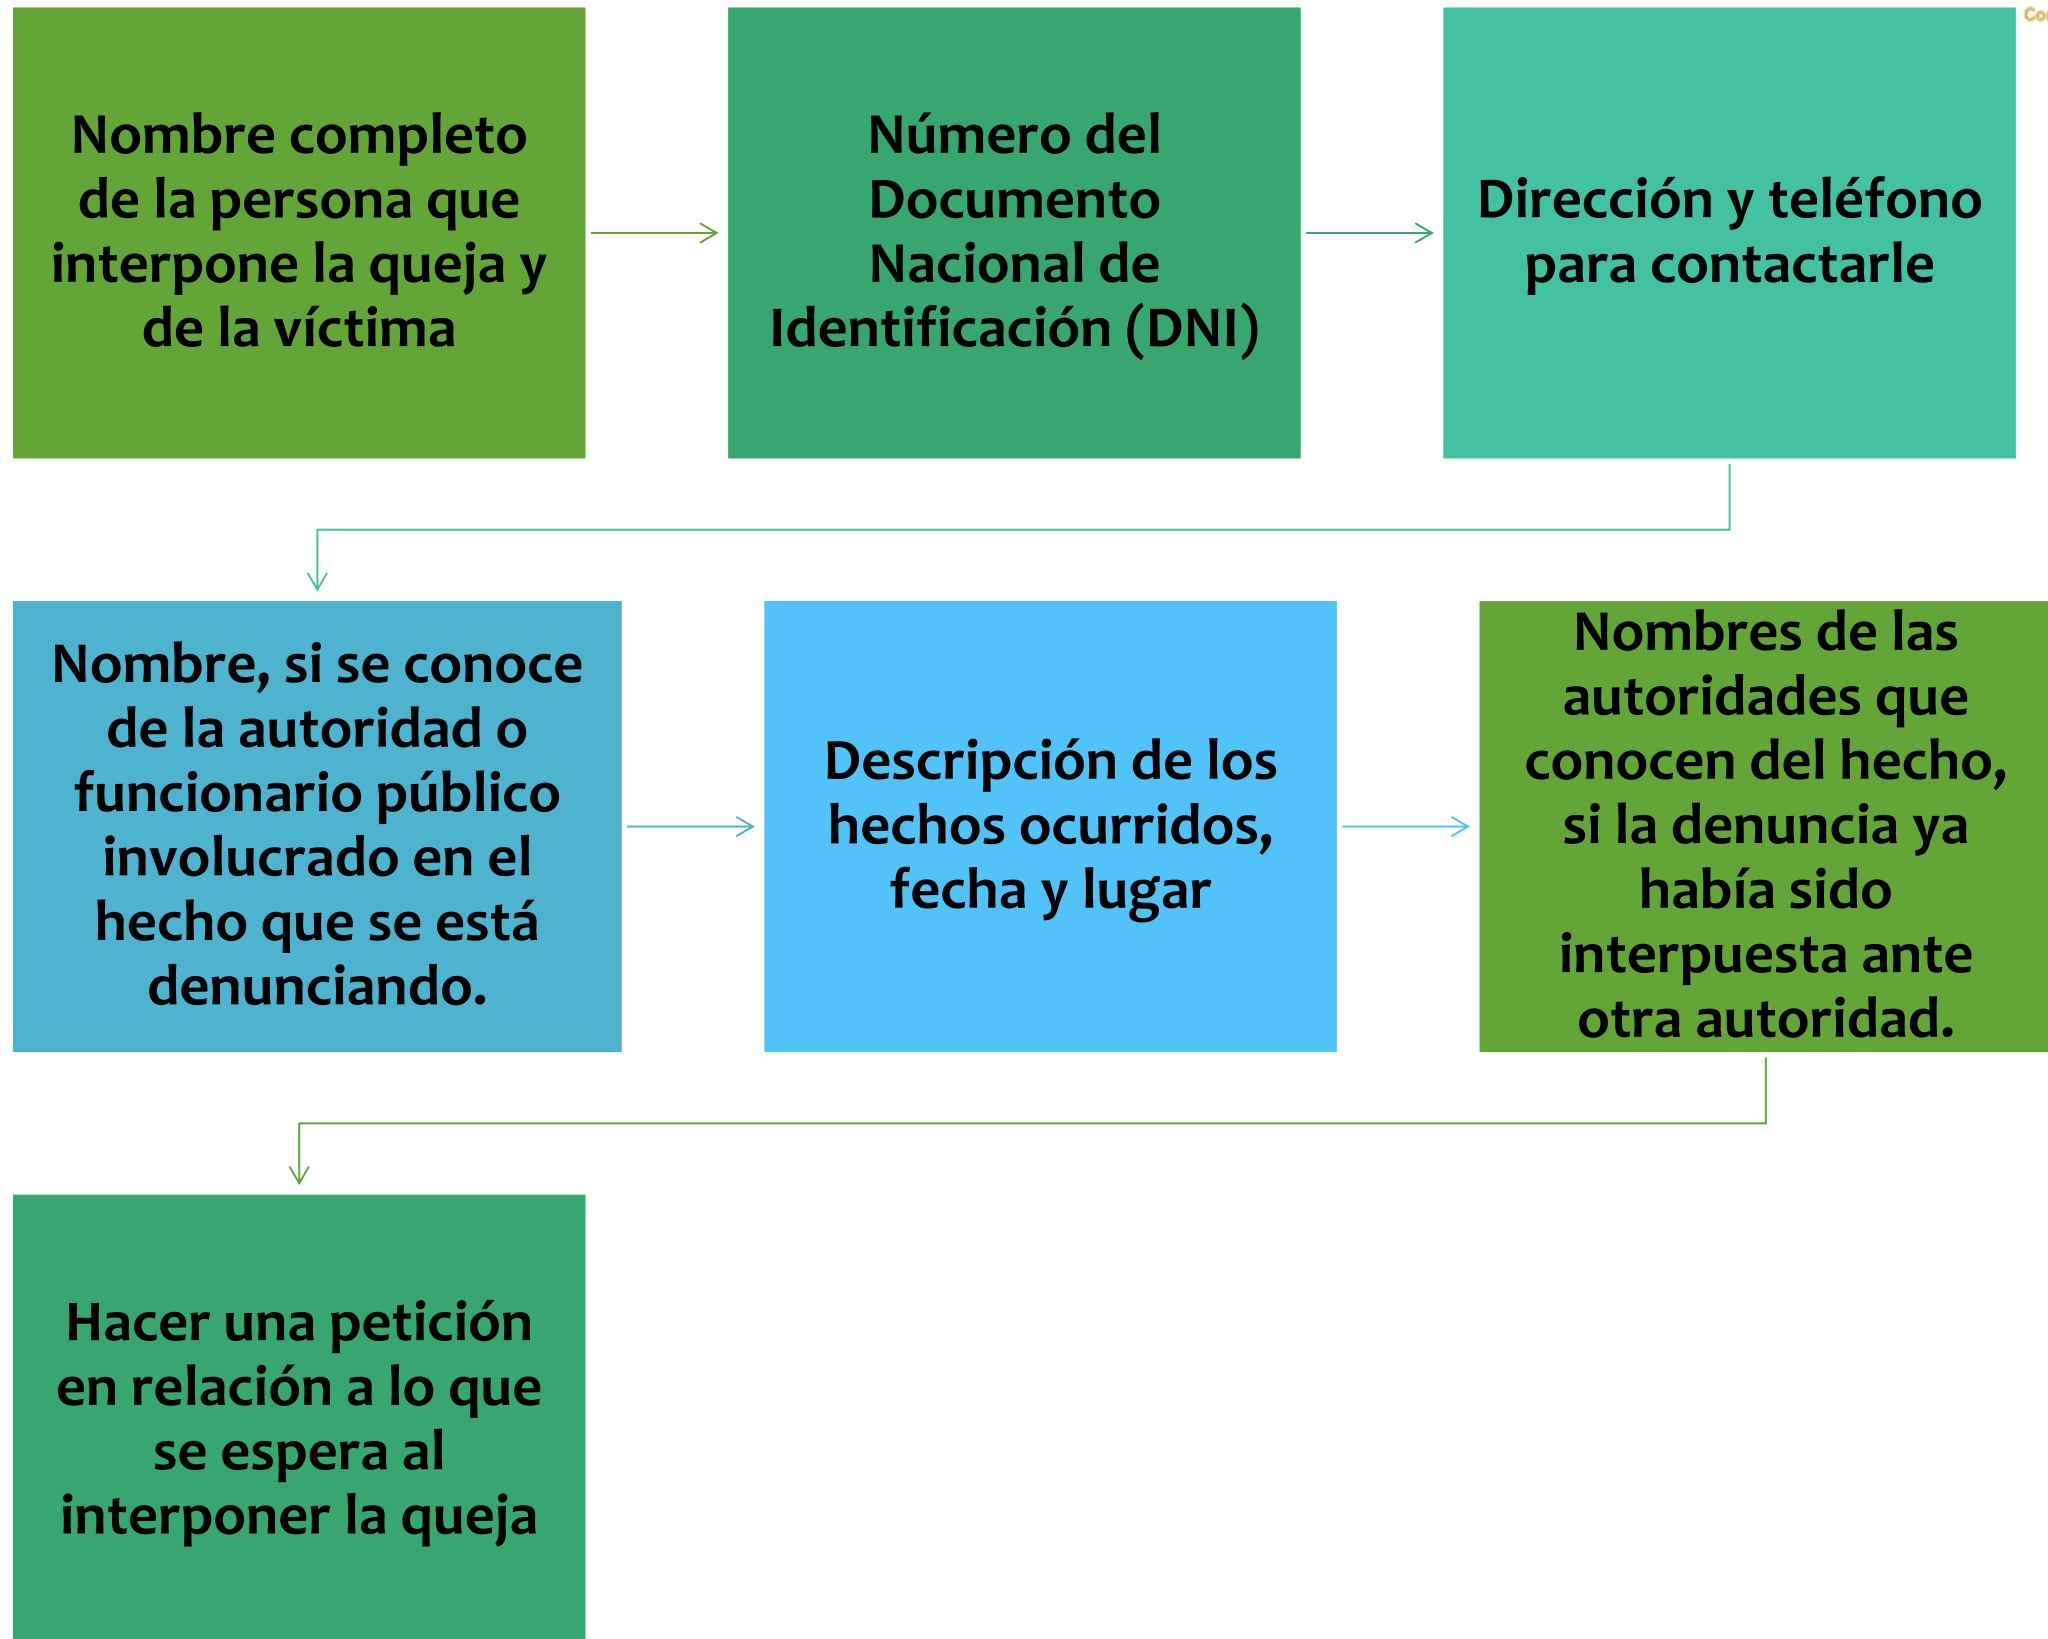 Nombre completo
de la persona que
interpone la queja y
de la víctima
Número del
Documento
Nacional de
Identificación (DNI)
Dirección y teléfono
para contactarle
Nombre, si se conoce
de la autoridad o
funcionario público
involucrado en el
hecho que se está
denunciando.
Descripción de los
hechos ocurridos,
fecha y lugar
Nombres de las
autoridades que
conocen del hecho,
si la denuncia ya
había sido
interpuesta ante
otra autoridad.
Hacer una petición
en relación a lo que
se espera al
interponer la queja